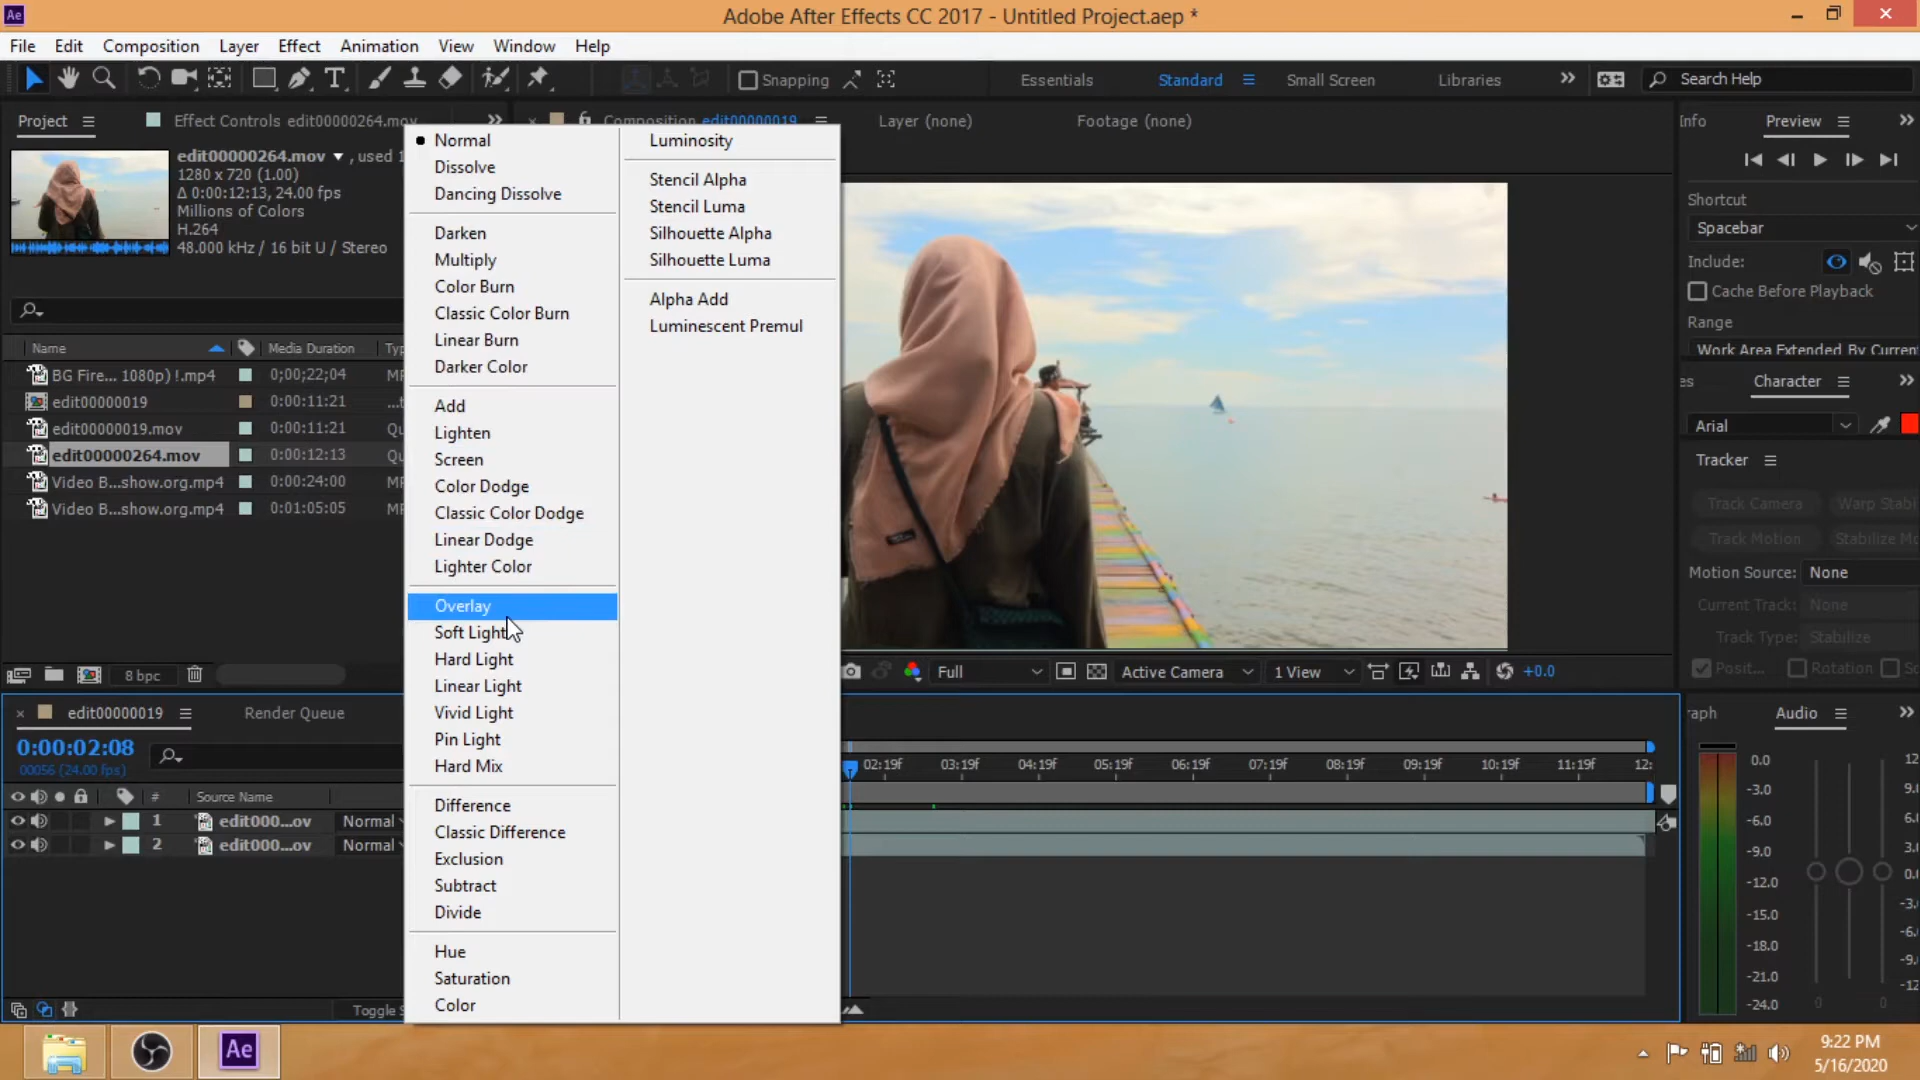 Ae
Adobe After Effects CC 2017 - Untitled Project.aep *
File Edit Composition Layer Effect Animation View Window Help
Snapping
Essentials Standard Small Screen Libraries
Search Help
Project
Effect Controls edit00000264.mov
edit00000264.mov , used 1
1280 x 720 (1.00)
Δ 0:00:12:13, 24.00 fps
Millions of Colors
H.264
48.000 kHz / 16 bit U / Stereo
Name Media Duration Typ
BG Fire... 1080p) !.mp4 0;00;22;04 MP
edit00000019 0:00:11:21 ...t
edit00000019.mov 0:00:11:21 Qu
edit00000264.mov 0:00:12:13 Qu
Video B...show.org.mp4 0:00:24:00 MP
Video B...show.org.mp4 0:01:05:05 MP
8 bpc
Normal
Dissolve
Dancing Dissolve
Darken
Multiply
Color Burn
Classic Color Burn
Linear Burn
Darker Color
Add
Lighten
Screen
Color Dodge
Classic Color Dodge
Linear Dodge
Lighter Color
Overlay
Soft Light
Hard Light
Linear Light
Vivid Light
Pin Light
Hard Mix
Difference
Classic Difference
Exclusion
Subtract
Divide
Hue
Saturation
Color
Luminosity
Stencil Alpha
Stencil Luma
Silhouette Alpha
Silhouette Luma
Alpha Add
Luminescent Premul
Composition edit00000019
Layer (none)
Footage (none)
Full Active Camera 1 View +0.0
Info Preview
Shortcut
Spacebar
Include:
Cache Before Playback
Range
Work Area Extended By Current
es Character
Arial
Tracker
Track Camera Warp Stabi
Track Motion Stabilize Mo
Motion Source: None
Current Track: None
Track Type: Stabilize
Posit... Rotation Sc
edit00000019
Render Queue
0:00:02:08
00056 (24.00 fps)
# Source Name
1 edit000...ov Normal
2 edit000...ov Normal
Toggle S
02:19f 03:19f 04:19f 05:19f 06:19f 07:19f 08:19f 09:19f 10:19f 11:19f 12:
raph Audio
0.0
-3.0
-6.0
-9.0
-12.0
-15.0
-18.0
-21.0
-24.0
12
9.0
6.0
3.0
0.0
-3.
-6.
-9.
-12
0 0
Ae
9:22 PM
5/16/2020